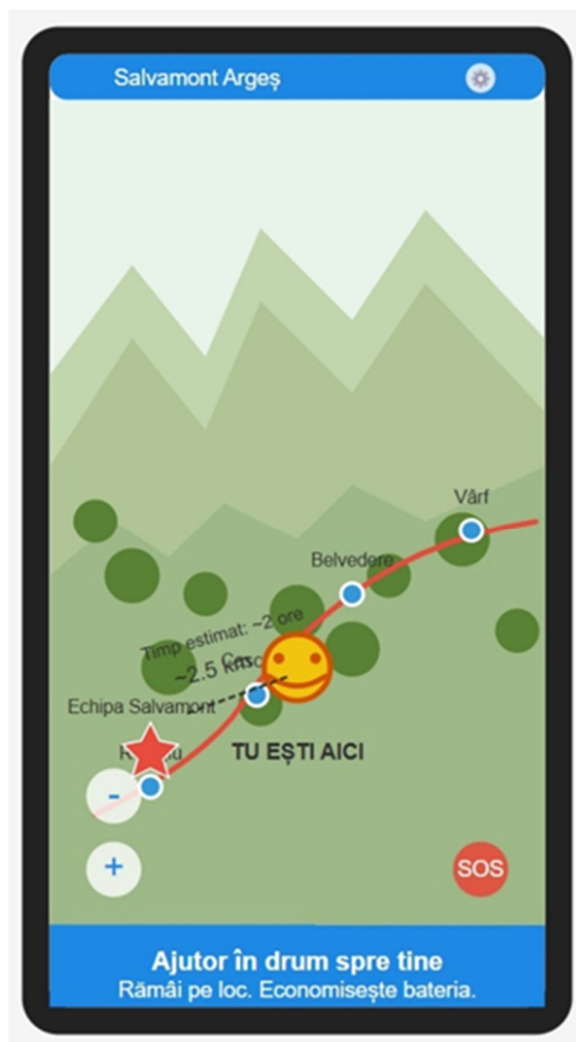 Salvamont Argeș
Vârf
Belvedere
Timp estimat: ~2 ore
~2.5 km
Echipa Salvamont
TU EȘTI AICI
-
+
SOS
Ajutor în drum spre tine
Rămâi pe loc. Economisește bateria.